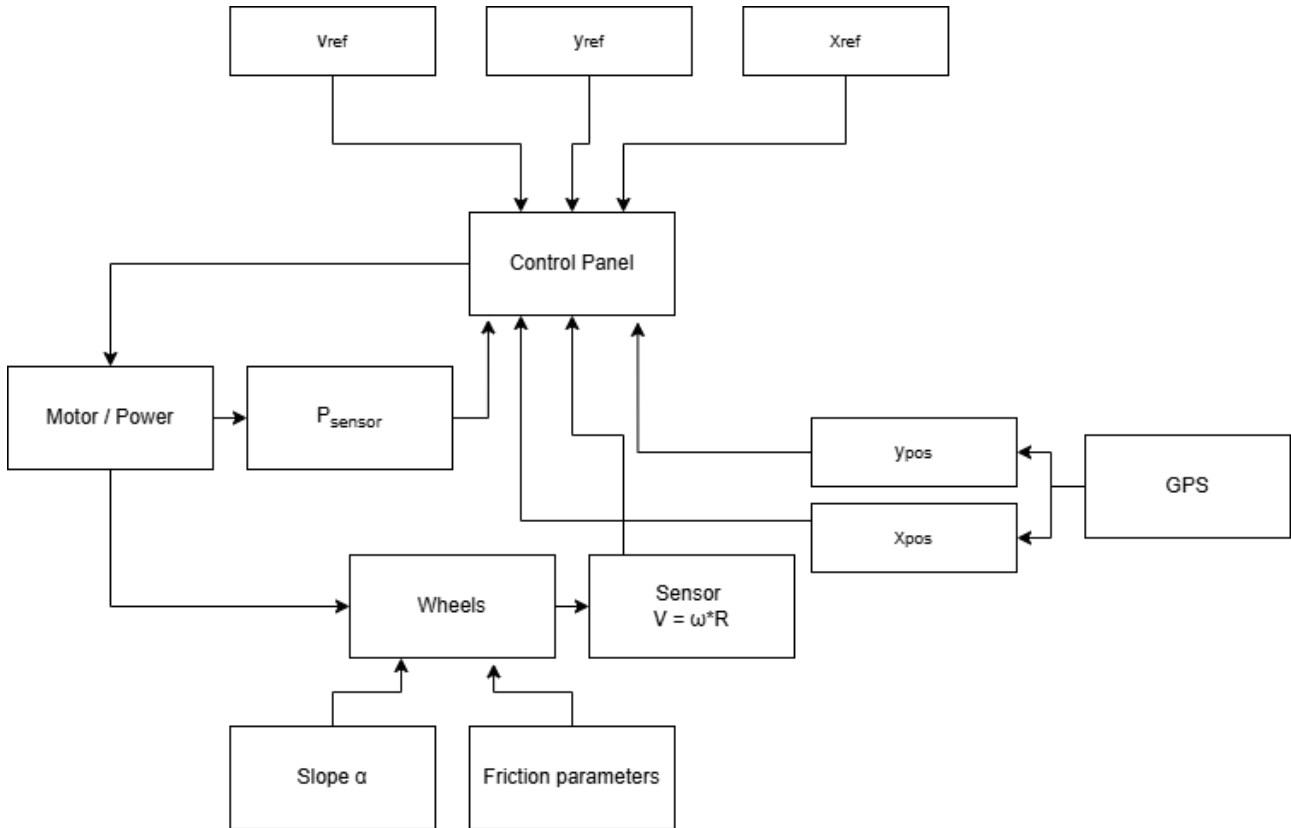 vref
yref
xref
Control Panel
Motor / Power
Psensor
ypos
GPS
xpos
Wheels
Sensor
V = ω*R
Slope α
Friction parameters